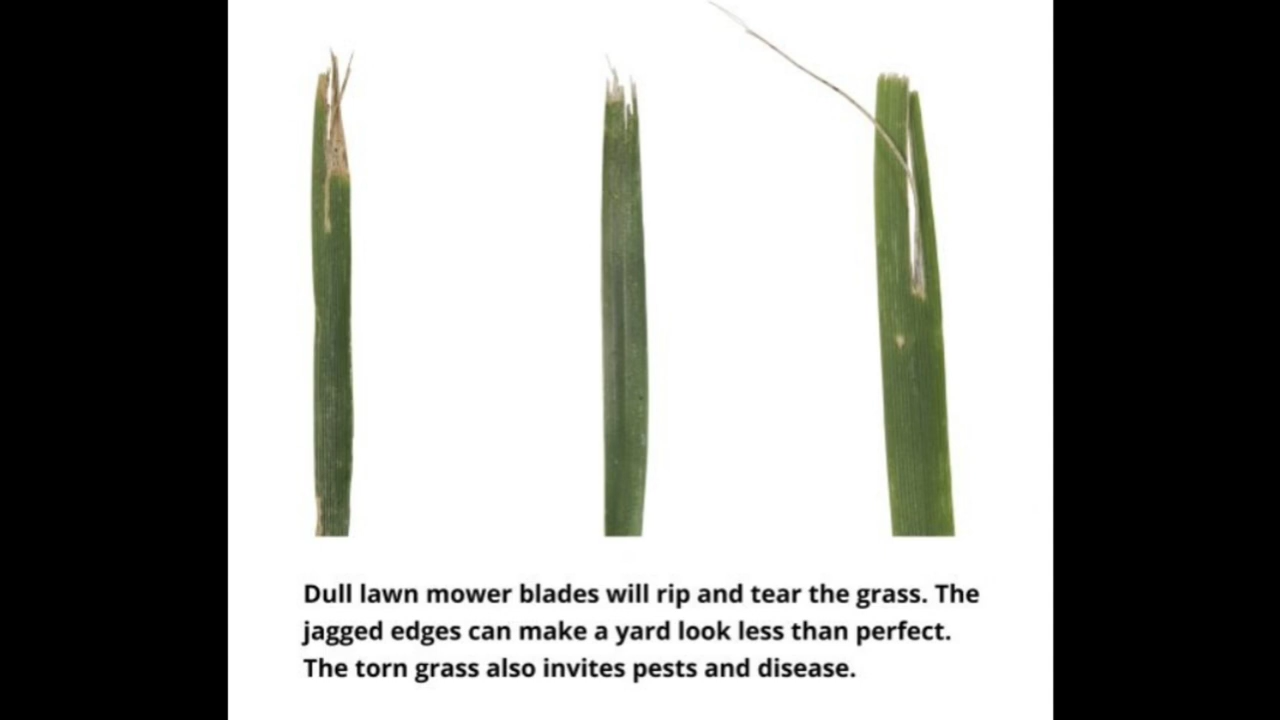 Dull lawn mower blades will rip and tear the grass. The
jagged edges can make a yard look less than perfect.
The torn grass also invites pests and disease.